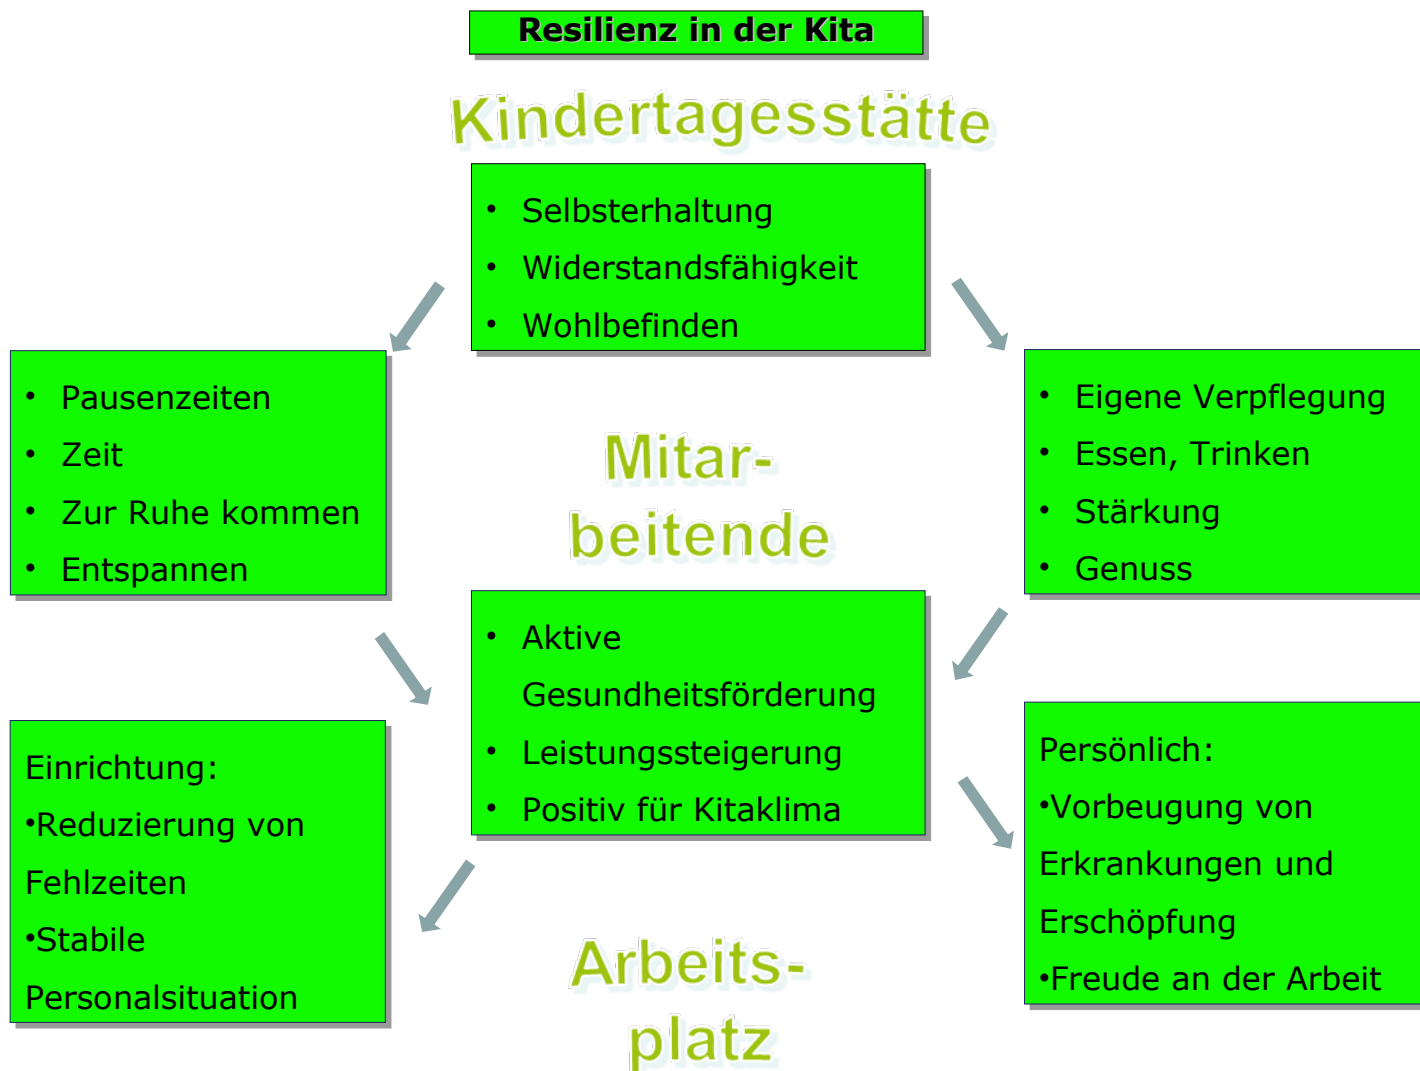 Resilienz in der Kita
Kindertagesstätte
• Selbsterhaltung
• Widerstandsfähigkeit
• Wohlbefinden
• Pausenzeiten
• Zeit
• Zur Ruhe kommen
• Entspannen
Mitar-
beitende
• Eigene Verpflegung
• Essen, Trinken
• Stärkung
• Genuss
• Aktive
Gesundheitsförderung
• Leistungssteigerung
• Positiv für Kitaklima
Einrichtung:
•Reduzierung von
Fehlzeiten
•Stabile
Personalsituation
Persönlich:
•Vorbeugung von
Erkrankungen und
Erschöpfung
•Freude an der Arbeit
Arbeits-
platz